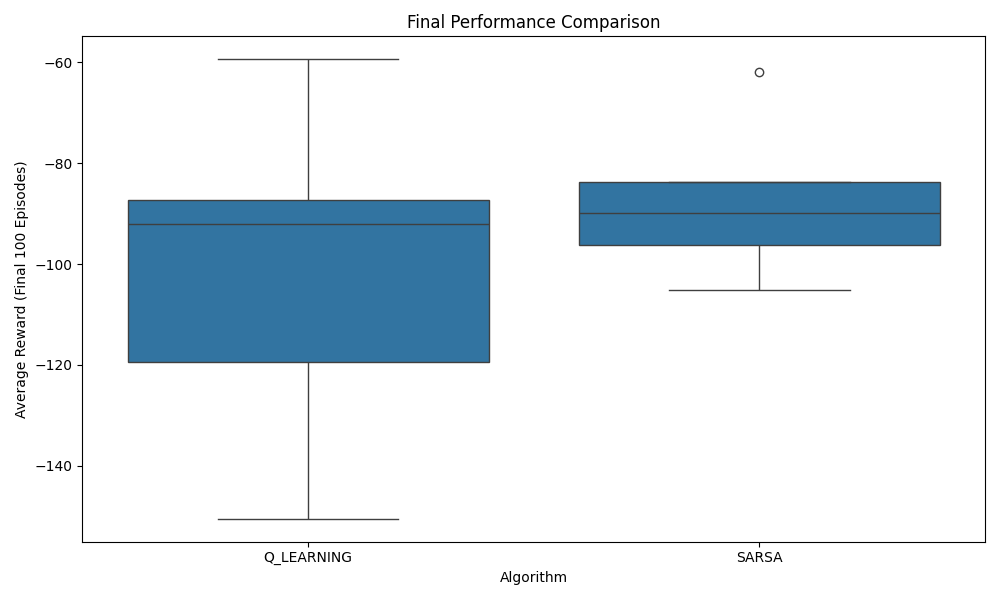 Final Performance Comparison
Average Reward (Final 100 Episodes)
−60
−80
−100
−120
−140
Q_LEARNING
SARSA
Algorithm